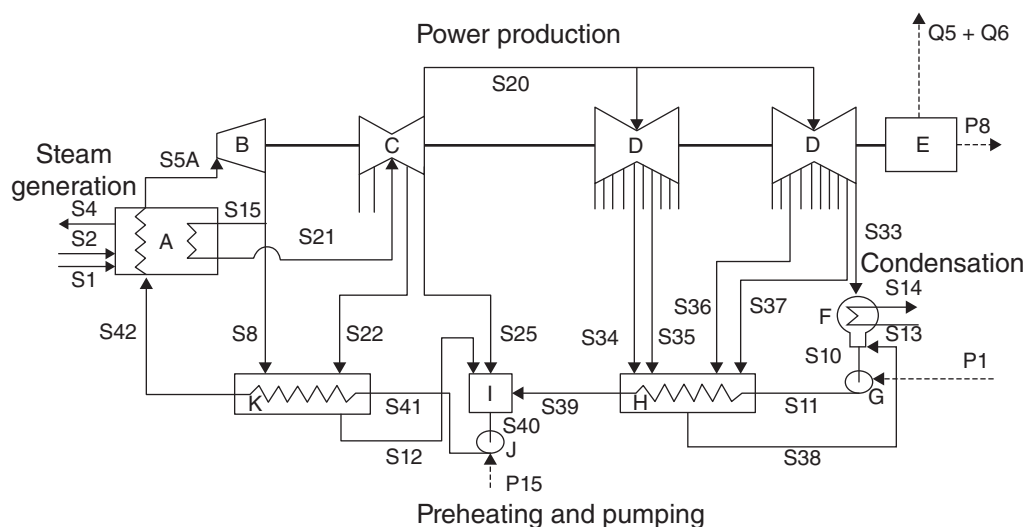 Power production
Q5 + Q6
S20
B
C
D
D
E
P8
Steam
generation
S5A
S4
S15
S2
A
S21
S1
S33
Condensation
S14
F
S13
S42
S8
S22
S25
S34
S35
S36
S37
S10
P1
G
K
S41
I
S39
H
S11
S40
S12
J
S38
P15
Preheating and pumping